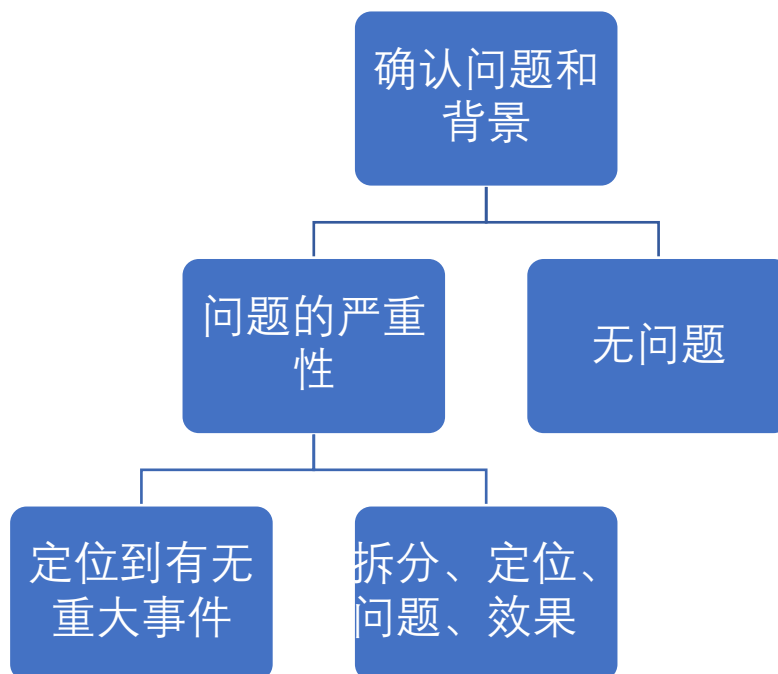 确认问题和
背景
问题的严重
性
无问题
定位到有无
重大事件
拆分、定位、
问题、效果